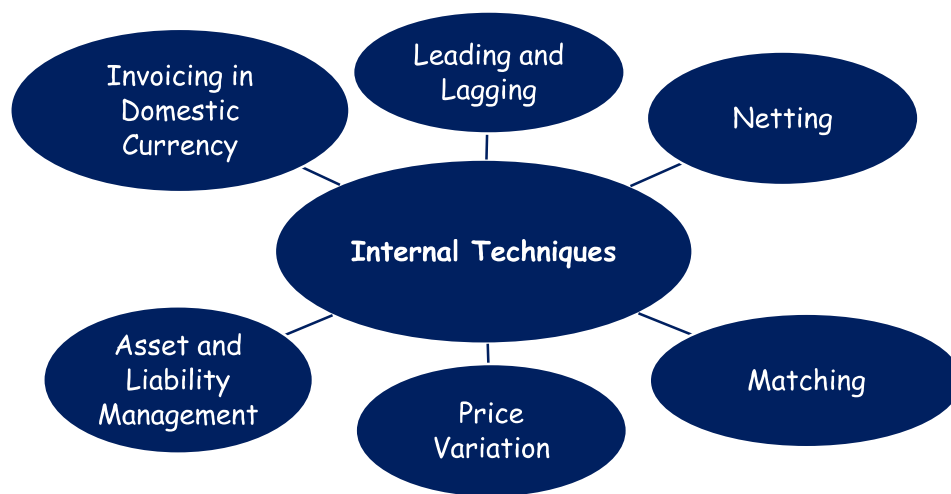 Invoicing in
Domestic
Currency
Leading and
Lagging
Netting
Internal Techniques
Asset and
Liability
Management
Price
Variation
Matching